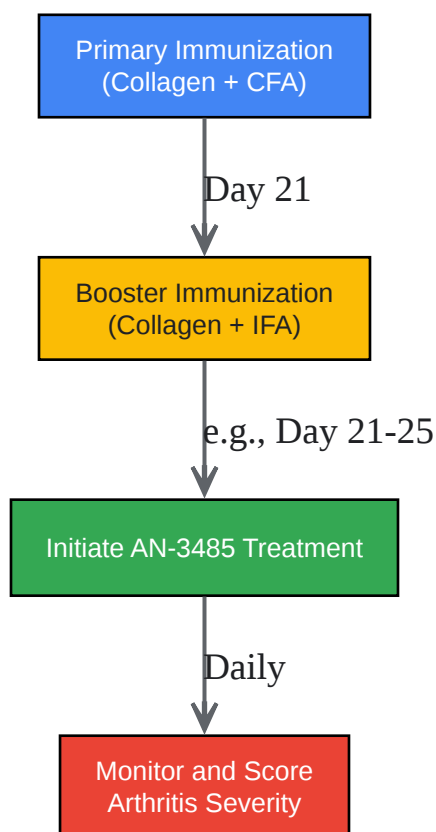 Primary Immunization
(Collagen + CFA)
Day 21
Booster Immunization
(Collagen + IFA)
e.g., Day 21-25
Initiate AN-3485 Treatment
Daily
Monitor and Score
Arthritis Severity